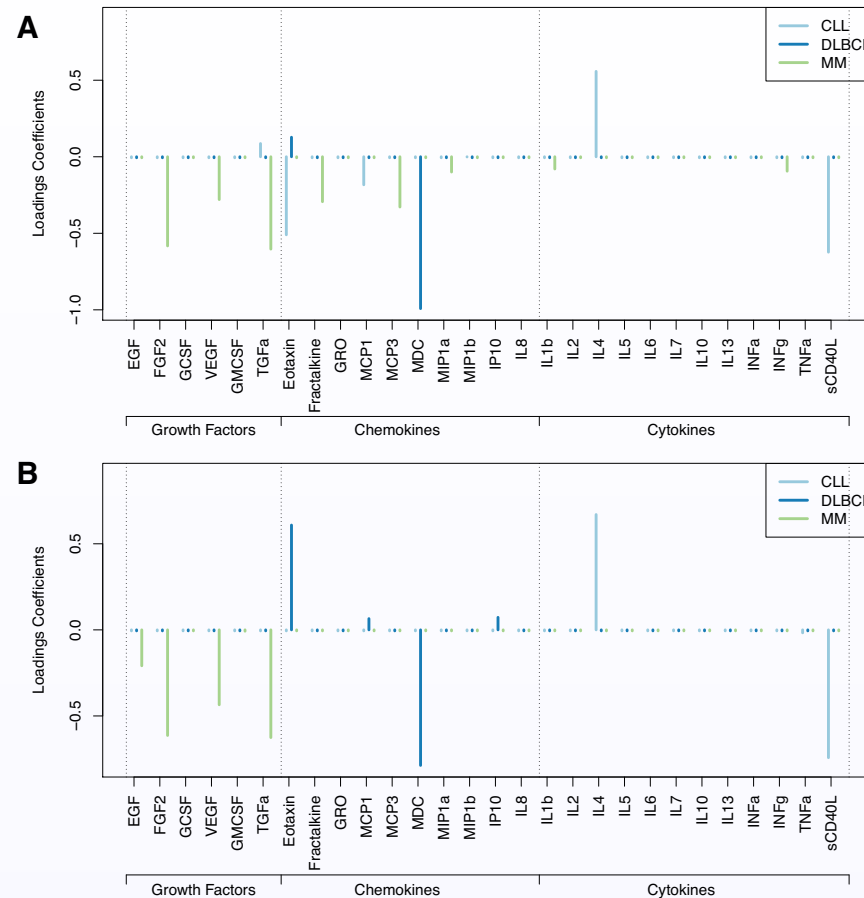 A
CLL
DLBCL
MM
Loadings Coefficients
0.5
0.0
−0.5
−1.0
EGF
FGF2
GCSF
VEGF
GMCSF
TGFa
Eotaxin
Fractalkine
GRO
MCP1
MCP3
MDC
MIP1a
MIP1b
IP10
IL8
IL1b
IL2
IL4
IL5
IL6
IL7
IL10
IL13
INFa
INFg
TNFa
sCD40L
Growth Factors
Chemokines
Cytokines
B
CLL
DLBCL
MM
Loadings Coefficients
0.5
0.0
−0.5
EGF
FGF2
GCSF
VEGF
GMCSF
TGFa
Eotaxin
Fractalkine
GRO
MCP1
MCP3
MDC
MIP1a
MIP1b
IP10
IL8
IL1b
IL2
IL4
IL5
IL6
IL7
IL10
IL13
INFa
INFg
TNFa
sCD40L
Growth Factors
Chemokines
Cytokines